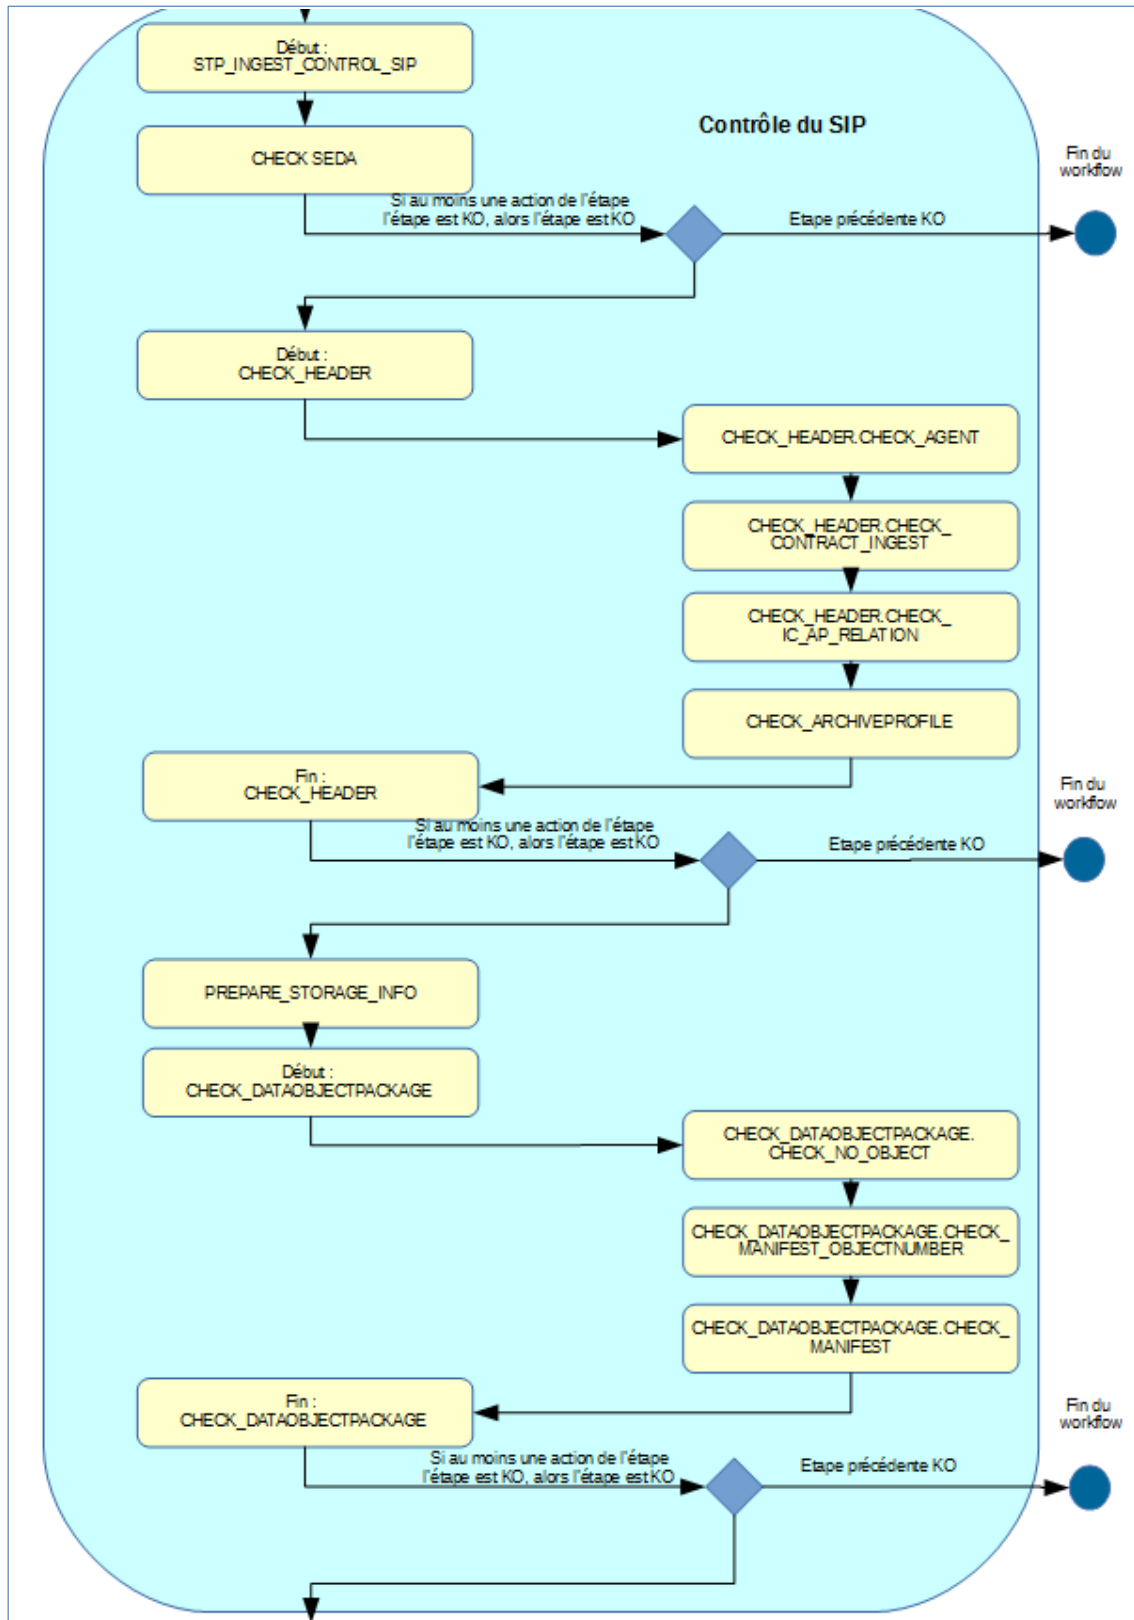 Début :
STP_INGEST_CONTROL_SIP
Contrôle du SIP
CHECK SEDA
Fin du
workflow
Si au moins une action de l'étape
l'étape est KO, alors l'étape est KO
Etape précédente KO
Début :
CHECK_HEADER
CHECK_HEADER.CHECK_AGENT
CHECK_HEADER.CHECK_
CONTRACT_INGEST
CHECK_HEADER.CHECK_
IC_AP_RELATION
CHECK_ARCHIVEPROFILE
Fin :
CHECK_HEADER
Fin du
workflow
Si au moins une action de l'étape
l'étape est KO, alors l'étape est KO
Etape précédente KO
PREPARE_STORAGE_INFO
Début :
CHECK_DATAOBJECTPACKAGE
CHECK_DATAOBJECTPACKAGE.
CHECK_NO_OBJECT
CHECK_DATAOBJECTPACKAGE.CHECK_
MANIFEST_OBJECTNUMBER
CHECK_DATAOBJECTPACKAGE.CHECK_
MANIFEST
Fin :
CHECK_DATAOBJECTPACKAGE
Fin du
workflow
Si au moins une action de l'étape
l'étape est KO, alors l'étape est KO
Etape précédente KO